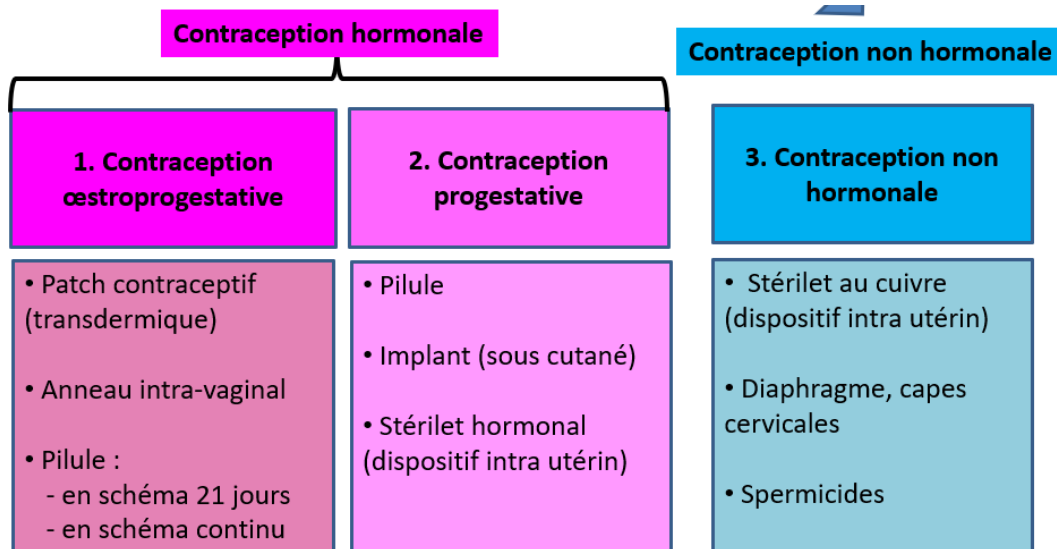 Contraception hormonale
Contraception non hormonale
1. Contraception
œstroprogestative
2. Contraception
progestative
3. Contraception non
hormonale
• Patch contraceptif
(transdermique)
• Anneau intra-vaginal
• Pilule :
- en schéma 21 jours
- en schéma continu
• Pilule
• Implant (sous cutané)
• Stérilet hormonal
(dispositif intra utérin)
• Stérilet au cuivre
(dispositif intra utérin)
• Diaphragme, capes
cervicales
• Spermicides